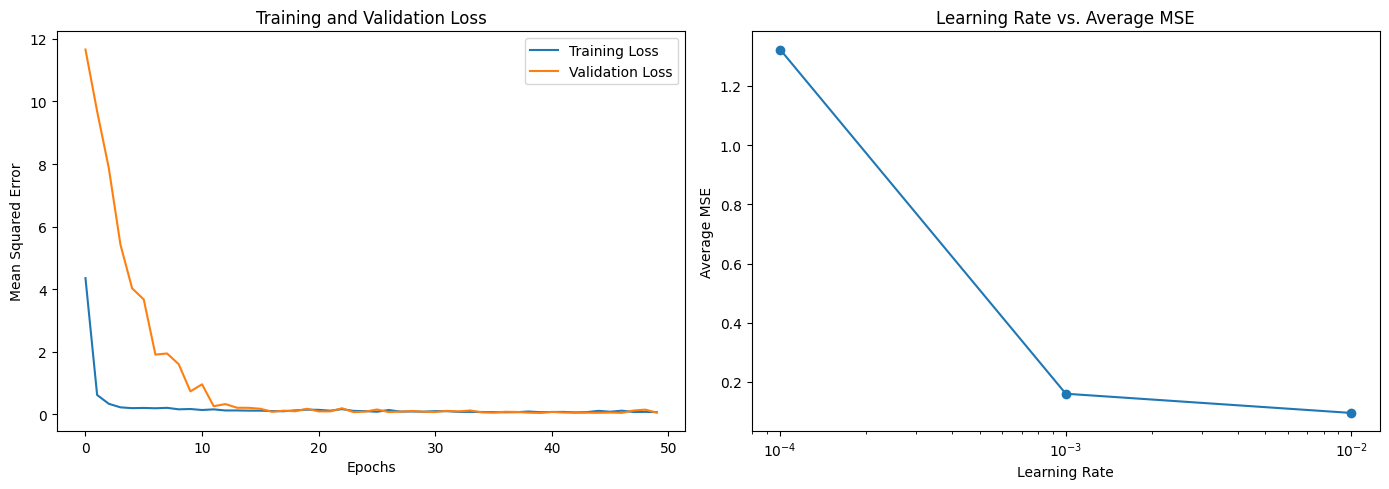 Training and Validation Loss
12
10
8
6
4
2
0
Mean Squared Error
Training Loss
Validation Loss
0
10
20
30
40
50
Epochs
Learning Rate vs. Average MSE
1.2
1.0
0.8
0.6
0.4
0.2
Average MSE
10⁻⁴
10⁻³
10⁻²
Learning Rate